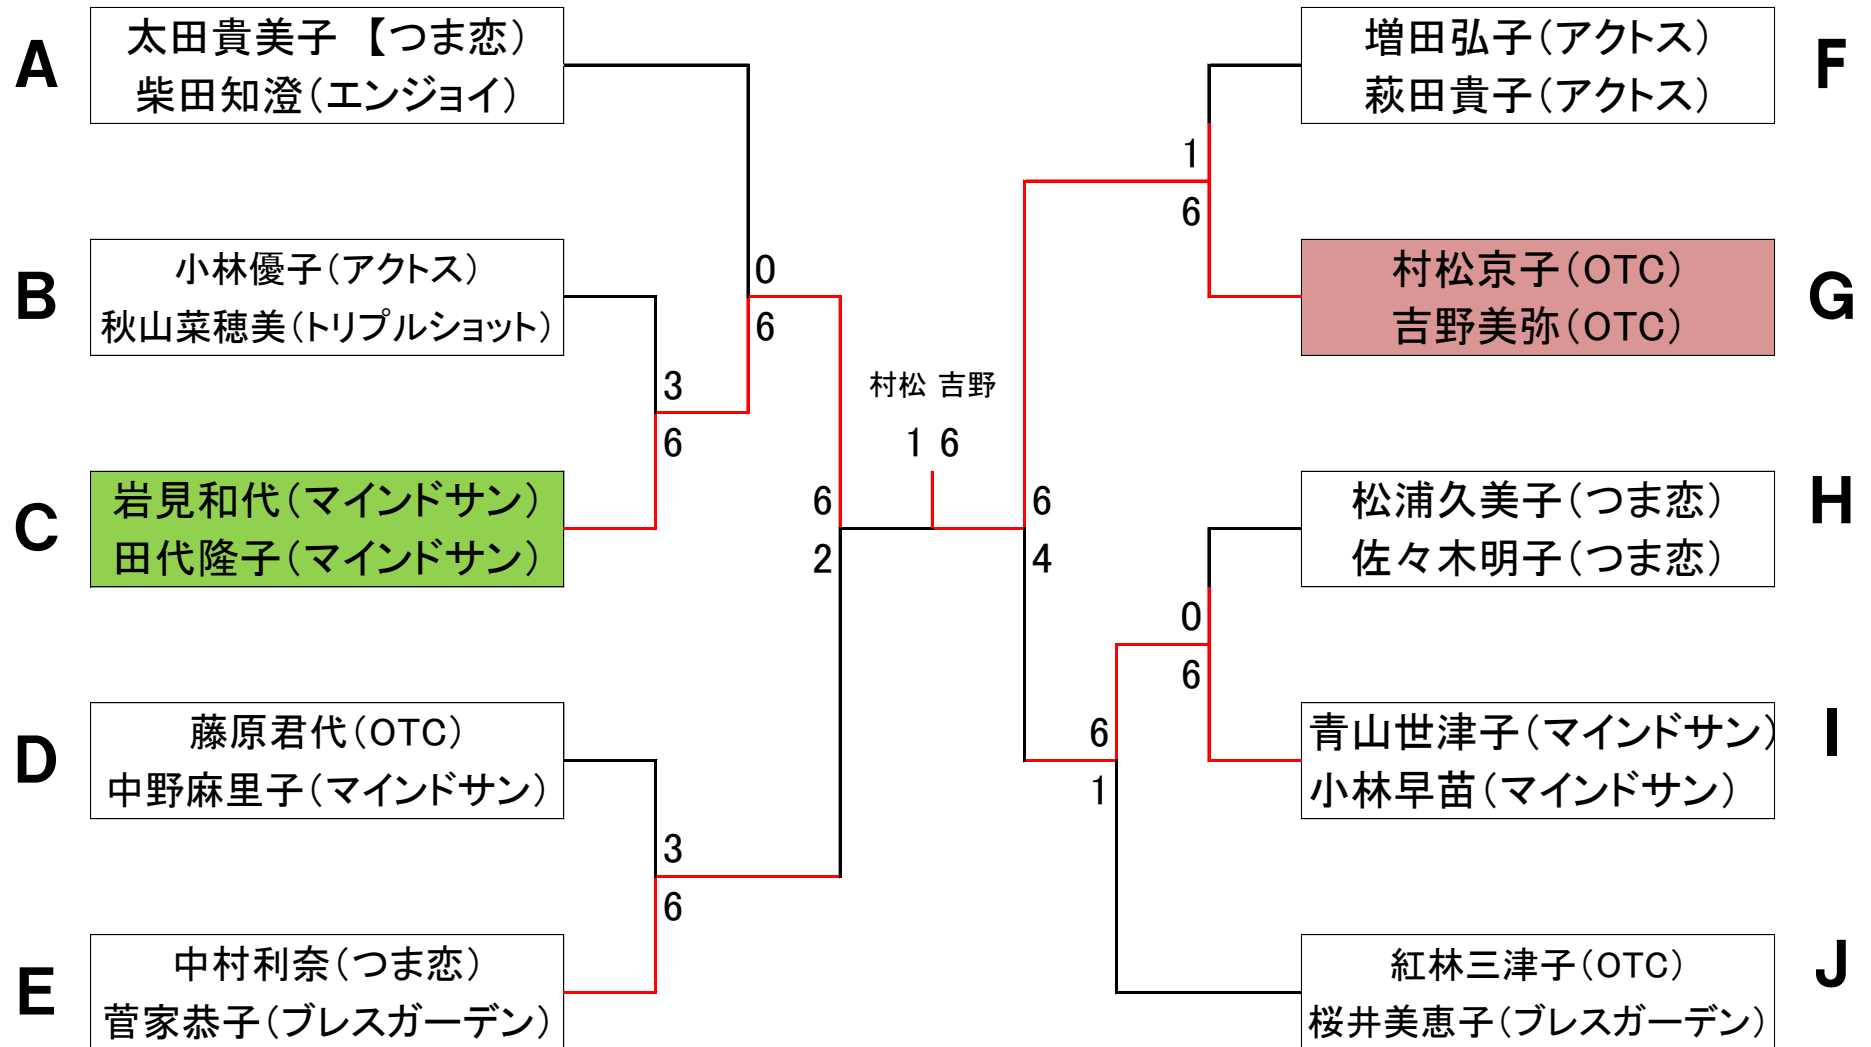 A
太田貴美子 【つま恋）
柴田知澄（エンジョイ）
B
小林優子（アクトス）
秋山菜穂美（トリプルショット）
C
岩見和代（マインドサン）
田代隆子（マインドサン）
D
藤原君代（OTC）
中野麻里子（マインドサン）
E
中村利奈（つま恋）
菅家恭子（ブレスガーデン）
3
6
0
6
3
6
6
2
村松 吉野
1 6
6
4
1
6
0
6
6
1
増田弘子（アクトス）
萩田貴子（アクトス）
F
村松京子（OTC）
吉野美弥（OTC）
G
松浦久美子（つま恋）
佐々木明子（つま恋）
H
青山世津子（マインドサン）
小林早苗（マインドサン）
I
紅林三津子（OTC）
桜井美恵子（ブレスガーデン）
J